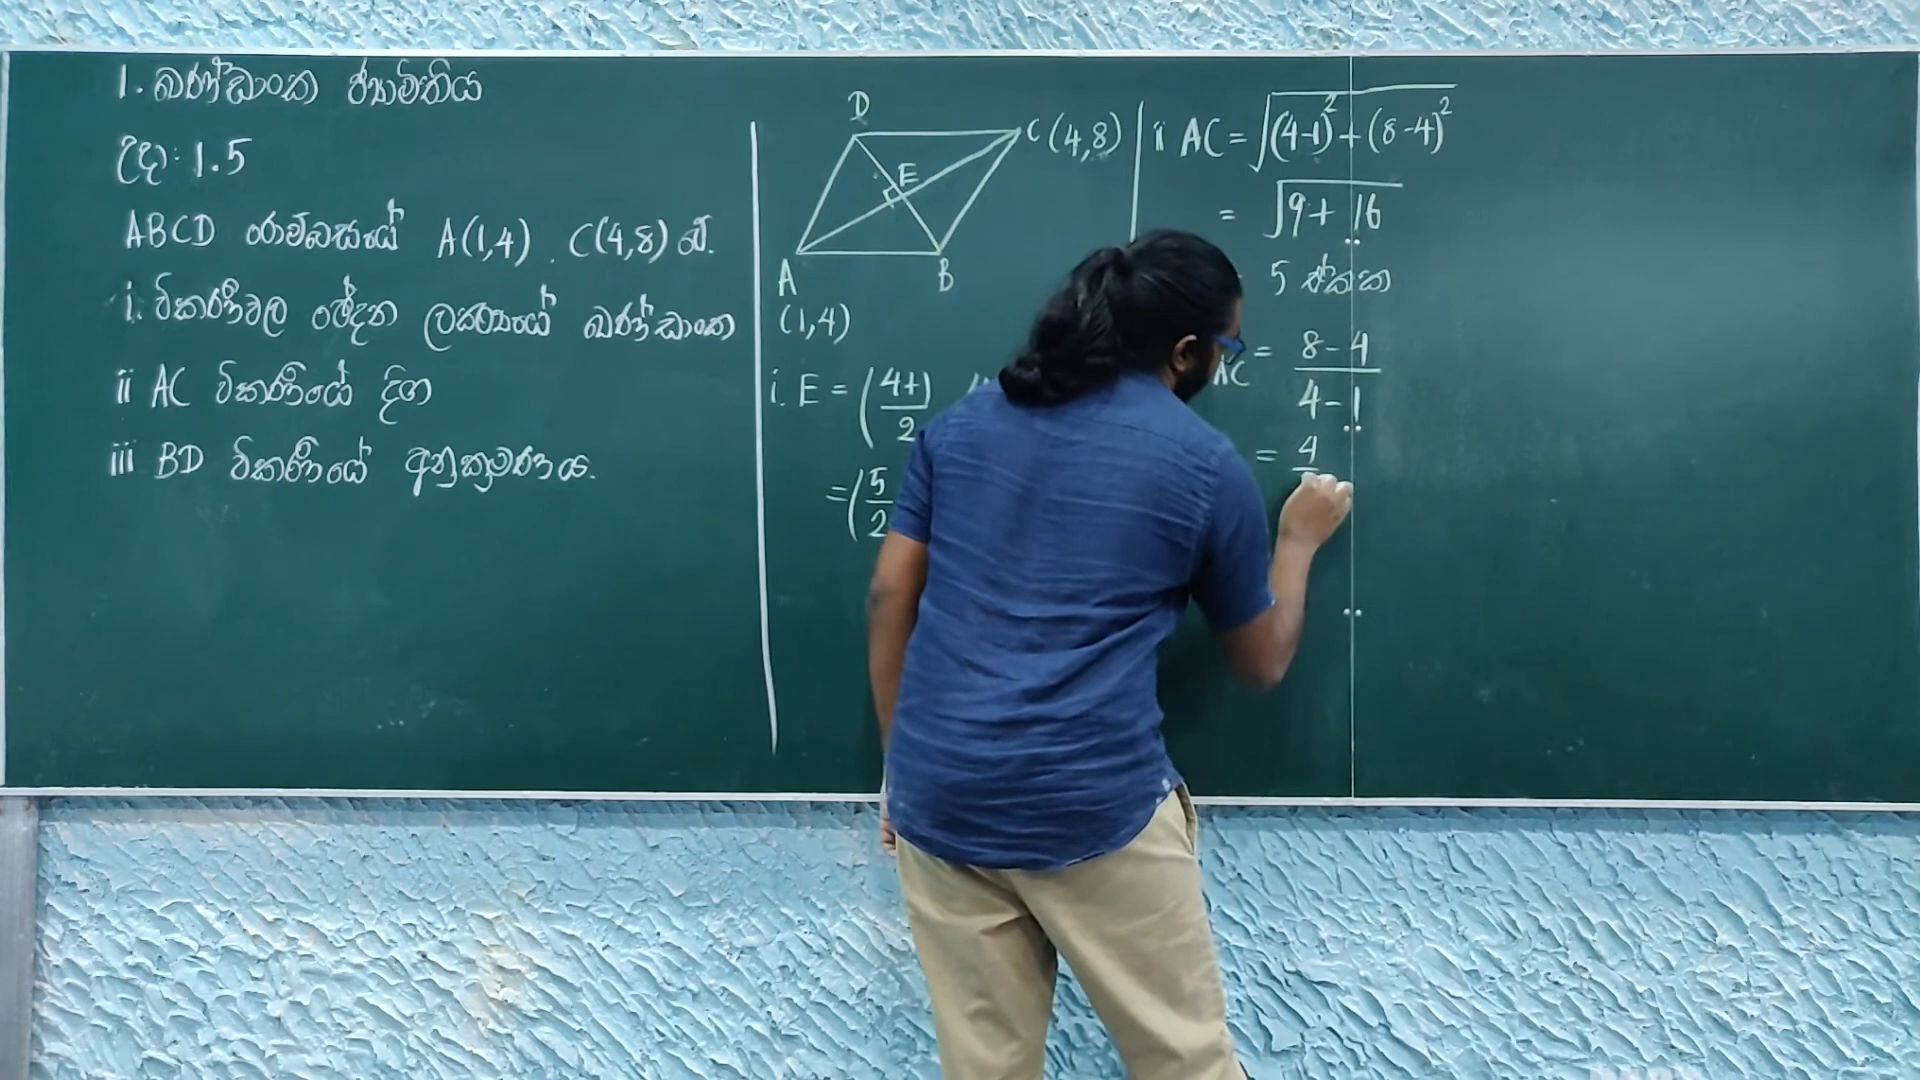 1. ඛණ්ඩාංක ජ්‍යාමිතිය
උදා: 1.5
ABCD රොම්බසයේ A(1,4) . C(4,8) වේ.
i. විකර්ණවල ඡේදන ලක්‍ෂ්‍යයේ ඛණ්ඩාංක
ii AC විකර්ණයේ දිග
iii BD විකර්ණයේ අනුක්‍රමණය.
D
C (4,8)
E
A
B
(1,4)
i. E = (4+1/2
= (5/2
ii AC = √(4-1)² + (8-4)²
= √9 + 16
5 ඒකක
AC = 8-4/4-1
= 4